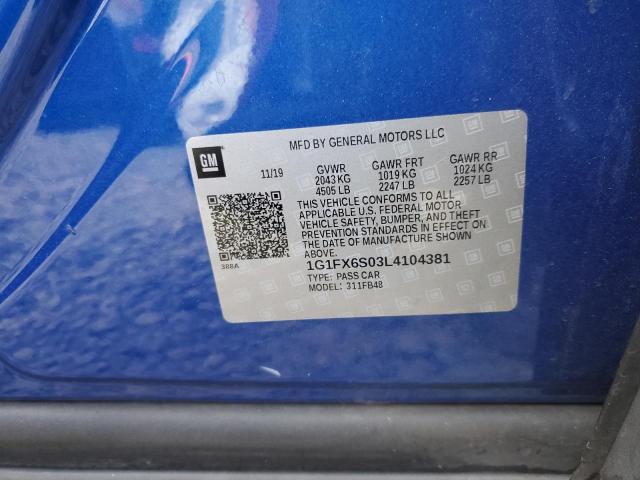 MFD BY GENERAL MOTORS LLC
GM
11/19 GVWR GAWR FRT GAWR RR
2043 KG 1019 KG 1024 KG
4505 LB 2247 LB 2257 LB
THIS VEHICLE CONFORMS TO ALL
APPLICABLE U.S. FEDERAL MOTOR
VEHICLE SAFETY, BUMPER, AND THEFT
PREVENTION STANDARDS IN EFFECT ON
THE DATE OF MANUFACTURE SHOWN
ABOVE.
388A
1G1FX6S03L4104381
TYPE: PASS CAR
MODEL: 311FB48